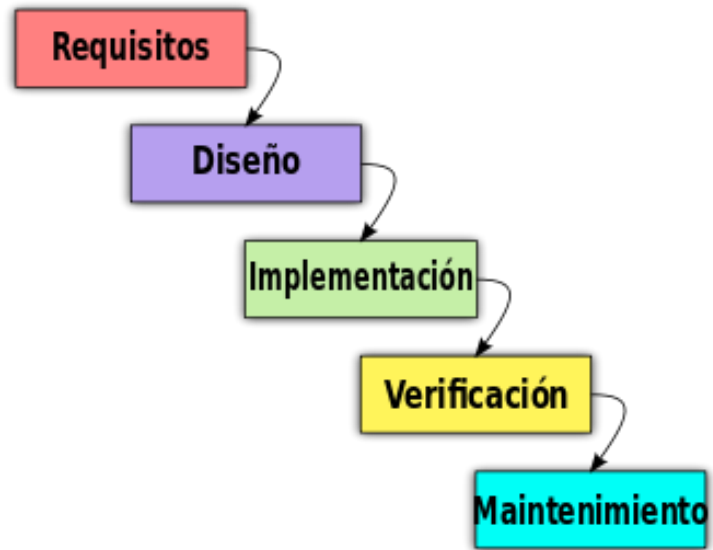 Requisitos
Diseño
Implementación
Verificación
Maintenimiento